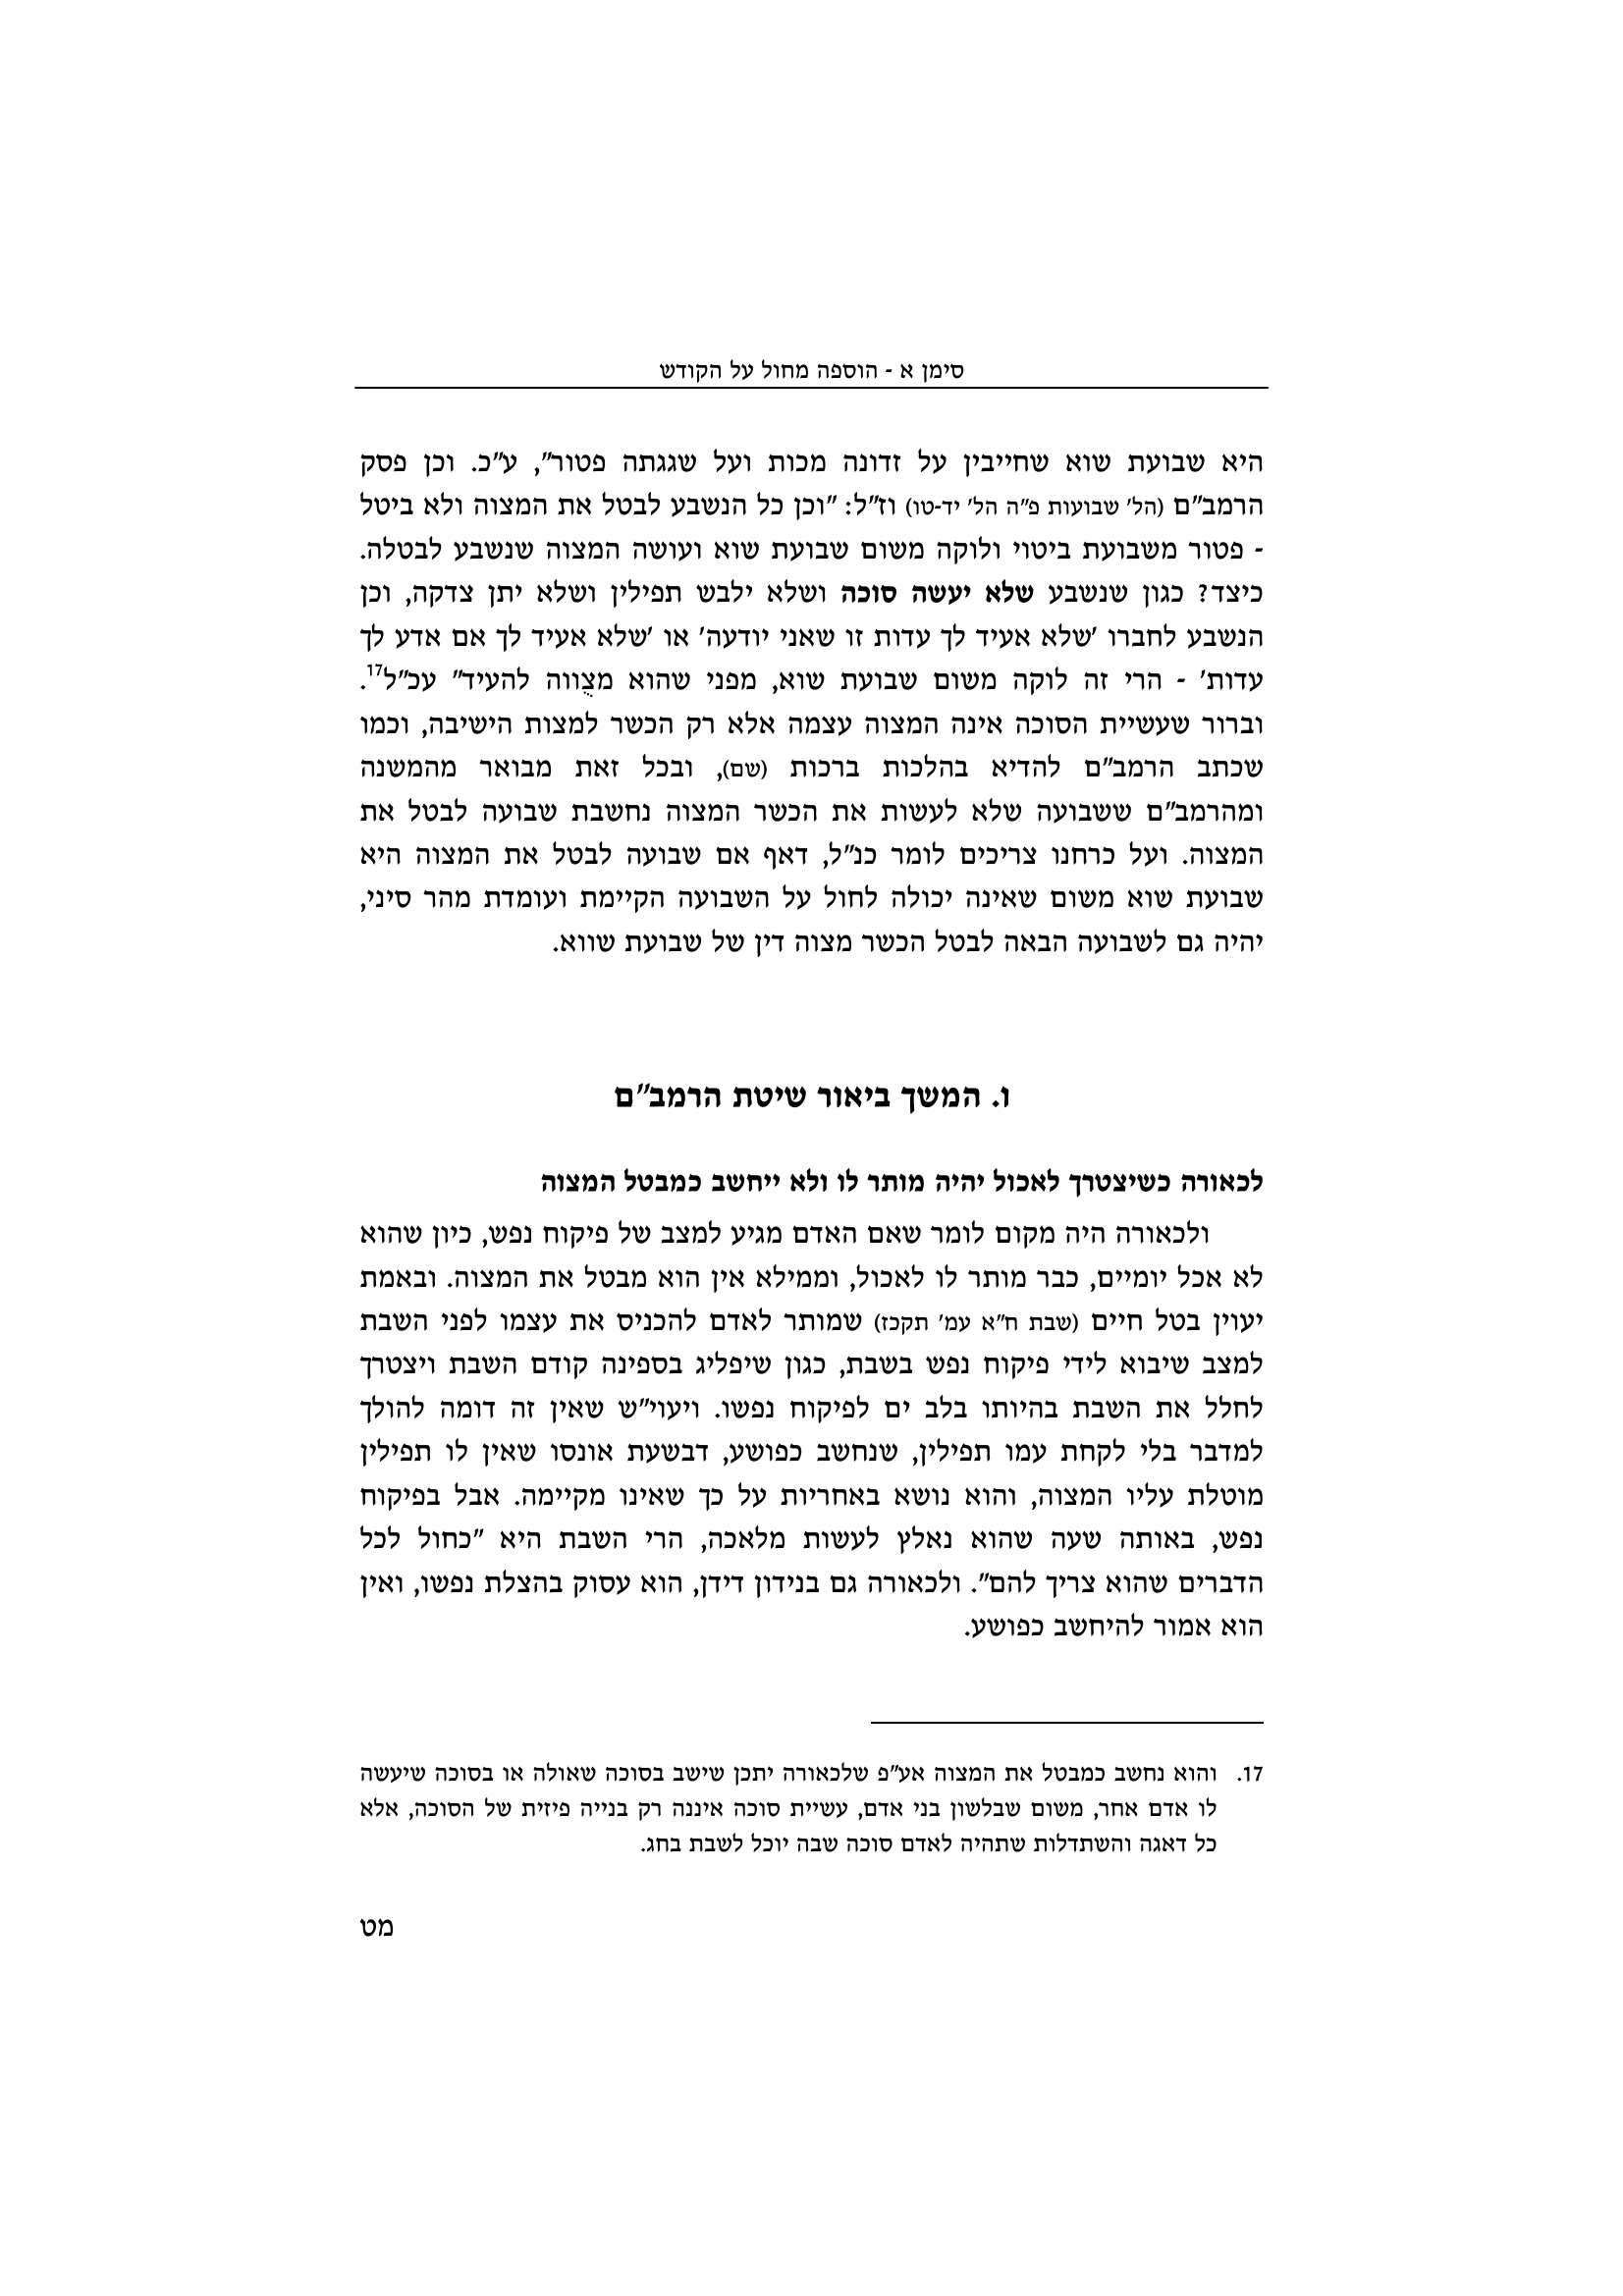 סימן א - הוספה מחול על הקודש
היא שבועת שוא שחייבין על זדונה מכות ועל שגגתה פטור", ע"כ. וכן פסק
הרמב"ם (הל' שבועות פ"ה הל' יד-טו) וז"ל: "וכן כל הנשבע לבטל את המצוה ולא ביטל
- פטור משבועת ביטוי ולוקה משום שבועת שוא ועושה המצוה שנשבע לבטלה.
כיצד? כגון שנשבע שלא יעשה סוכה ושלא ילבש תפילין ושלא יתן צדקה, וכן
הנשבע לחברו 'שלא אעיד לך עדות זו שאני יודעה' או 'שלא אעיד לך אם אדע לך
עדות' - הרי זה לוקה משום שבועת שוא, מפני שהוא מצֻווה להעיד" עכ"ל17.
וברור שעשיית הסוכה אינה המצוה עצמה אלא רק הכשר למצות הישיבה, וכמו
שכתב הרמב"ם להדיא בהלכות ברכות (שם), ובכל זאת מבואר מהמשנה
ומהרמב"ם ששבועה שלא לעשות את הכשר המצוה נחשבת שבועה לבטל את
המצוה. ועל כרחנו צריכים לומר כנ"ל, דאף אם שבועה לבטל את המצוה היא
שבועת שוא משום שאינה יכולה לחול על השבועה הקיימת ועומדת מהר סיני,
יהיה גם לשבועה הבאה לבטל הכשר מצוה דין של שבועת שווא.
ו. המשך ביאור שיטת הרמב"ם
לכאורה כשיצטרך לאכול יהיה מותר לו ולא ייחשב כמבטל המצוה
ולכאורה היה מקום לומר שאם האדם מגיע למצב של פיקוח נפש, כיון שהוא
לא אכל יומיים, כבר מותר לו לאכול, וממילא אין הוא מבטל את המצוה. ובאמת
יעוין בטל חיים (שבת ח"א עמ' תקכז) שמותר לאדם להכניס את עצמו לפני השבת
למצב שיבוא לידי פיקוח נפש בשבת, כגון שיפליג בספינה קודם השבת ויצטרך
לחלל את השבת בהיותו בלב ים לפיקוח נפשו. ויעוי"ש שאין זה דומה להולך
למדבר בלי לקחת עמו תפילין, שנחשב כפושע, דבשעת אונסו שאין לו תפילין
מוטלת עליו המצוה, והוא נושא באחריות על כך שאינו מקיימה. אבל בפיקוח
נפש, באותה שעה שהוא נאלץ לעשות מלאכה, הרי השבת היא "כחול לכל
הדברים שהוא צריך להם". ולכאורה גם בנידון דידן, הוא עסוק בהצלת נפשו, ואין
הוא אמור להיחשב כפושע.
17. והוא נחשב כמבטל את המצוה אע"פ שלכאורה יתכן שישב בסוכה שאולה או בסוכה שיעשה
לו אדם אחר, משום שבלשון בני אדם, עשיית סוכה איננה רק בנייה פיזית של הסוכה, אלא
כל דאגה והשתדלות שתהיה לאדם סוכה שבה יוכל לשבת בחג.
מט